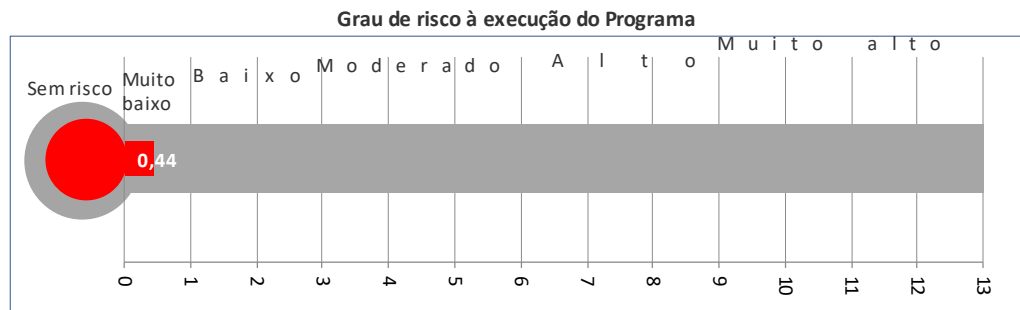 Grau de risco à execução do Programa
Sem risco
Muito
baixo
Baixo
Moderado
Alto
Muito alto
0,44
0 1 2 3 4 5 6 7 8 9 10 11 12 13